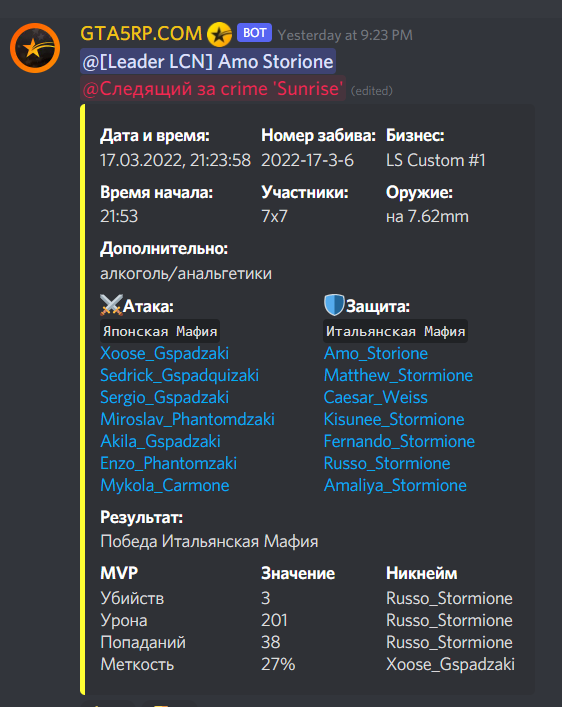 GTA5RP.COM BOT Yesterday at 9:23 PM
@[Leader LCN] Amo Storione
@Следящий за crime 'Sunrise' (edited)
Дата и время: Номер забива: Бизнес:
17.03.2022, 21:23:58 2022-17-3-6 LS Custom #1
Время начала: Участники: Оружие:
21:53 7x7 на 7.62mm
Дополнительно:
алкоголь/анальгетики
Атака: Защита:
Японская Мафия Итальянская Мафия
Xoose_Gspadzaki Amo_Storione
Sedrick_Gspadquizaki Matthew_Stormione
Sergio_Gspadzaki Caesar_Weiss
Miroslav_Phantomdzaki Kisunee_Stormione
Akila_Gspadzaki Fernando_Stormione
Enzo_Phantomzaki Russo_Stormione
Mykola_Carmone Amaliya_Stormione
Результат:
Победа Итальянская Мафия
MVP Значение Никнейм
Убийств 3 Russo_Stormione
Урона 201 Russo_Stormione
Попаданий 38 Russo_Stormione
Меткость 27% Xoose_Gspadzaki